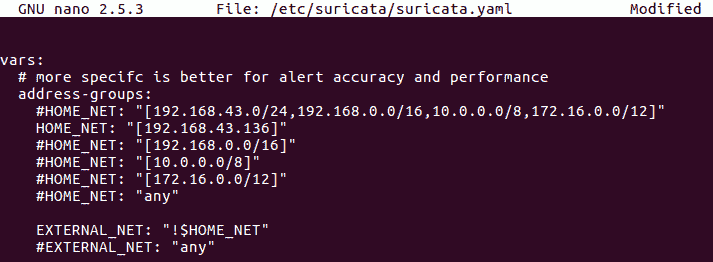 GNU nano 2.5.3 File: /etc/suricata/suricata.yaml Modified
vars:
# more specifc is better for alert accuracy and performance
address-groups:
#HOME_NET: "[192.168.43.0/24,192.168.0.0/16,10.0.0.0/8,172.16.0.0/12]"
HOME_NET: "[192.168.43.136]"
#HOME_NET: "[192.168.0.0/16]"
#HOME_NET: "[10.0.0.0/8]"
#HOME_NET: "[172.16.0.0/12]"
#HOME_NET: "any"
EXTERNAL_NET: "!$HOME_NET"
#EXTERNAL_NET: "any"